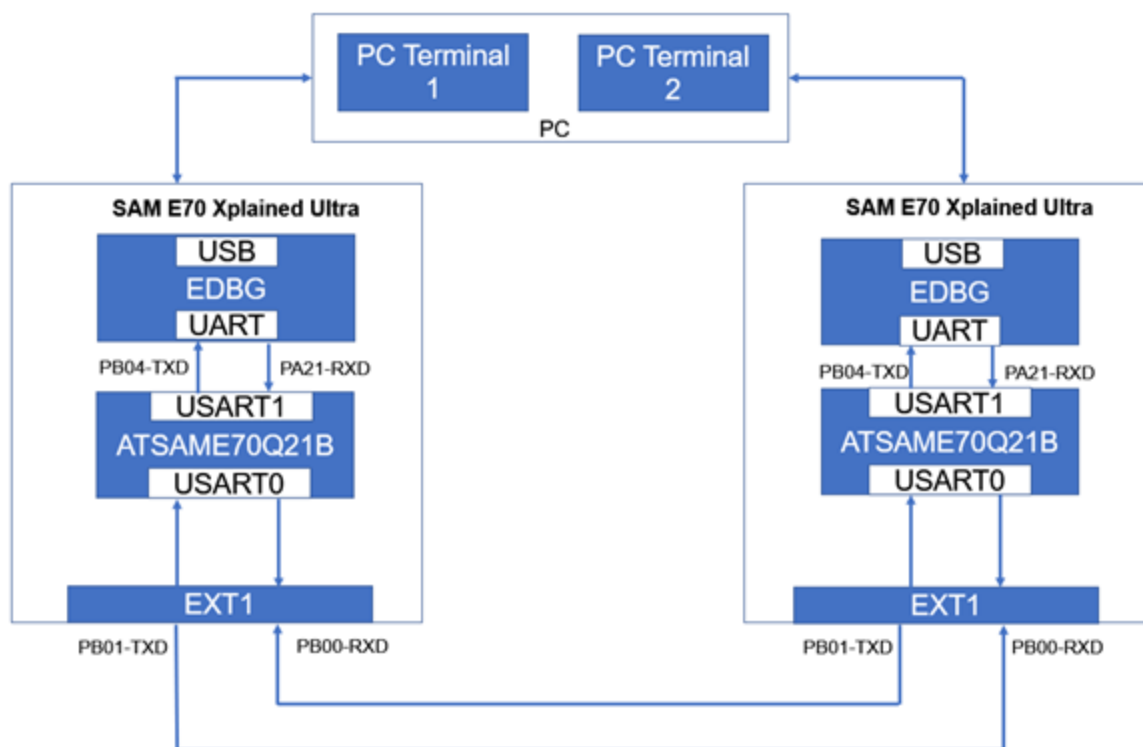 PC Terminal
1
PC Terminal
2
PC
SAM E70 Xplained Ultra
USB
EDBG
UART
PB04-TXD
PA21-RXD
USART1
ATSAME70Q21B
USART0
EXT1
PB01-TXD
PB00-RXD
SAM E70 Xplained Ultra
USB
EDBG
UART
PB04-TXD
PA21-RXD
USART1
ATSAME70Q21B
USART0
EXT1
PB01-TXD
PB00-RXD